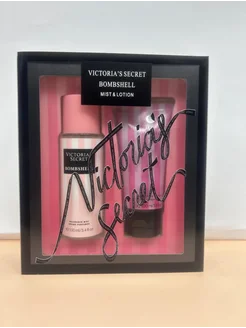 VICTORIA'S SECRET
BOMBSHELL
MIST & LOTION
Victoria's
Secret
VICTORIA'S
SECRET
BOMBSHELL